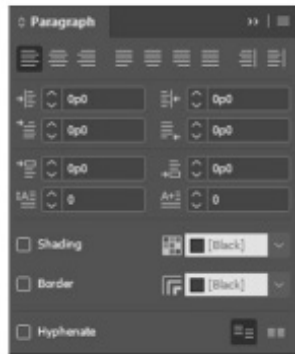 Paragraph
0p0 0p0
0p0 0p0
0p0 0p0
0 0
Shading [Black]
Border [Black]
Hyphenate